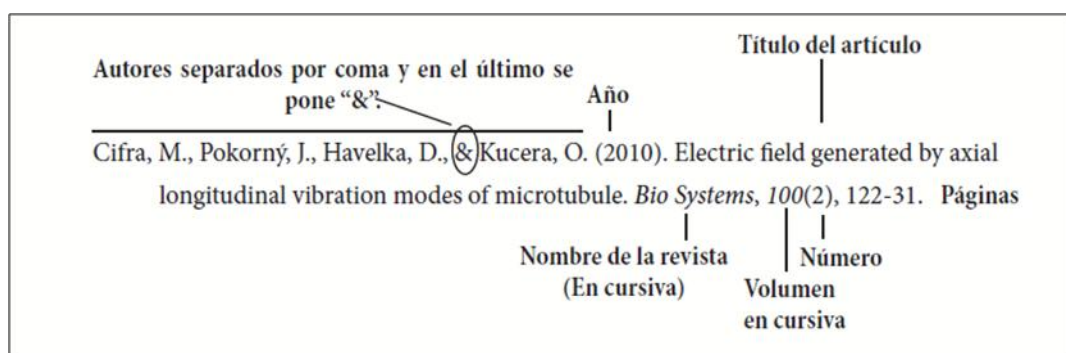 Título del artículo
Autores separados por coma y en el último se
pone “&”.
Año
Cifra, M., Pokorný, J., Havelka, D., & Kucera, O. (2010). Electric field generated by axial
longitudinal vibration modes of microtubule. Bio Systems, 100(2), 122-31. Páginas
Nombre de la revista
(En cursiva)
Número
Volumen
en cursiva